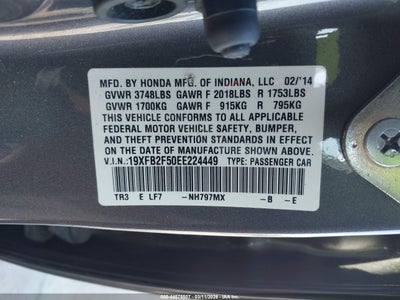 MFD. BY HONDA MFG. OF INDIANA, LLC 02/'14
GVWR 3748LBS GAWR F 2018LBS R 1753LBS
GVWR 1700KG GAWR F 915KG R 795KG
THIS VEHICLE CONFORMS TO ALL APPLICABLE
FEDERAL MOTOR VEHICLE SAFETY, BUMPER,
AND THEFT PREVENTION STANDARDS IN EFFECT
ON THE DATE OF MANUFACTURE SHOWN ABOVE.
V.I.N.: 19XFB2F50EE224449 TYPE: PASSENGER CAR
TR3 E LF7 -NH797MX -B -E